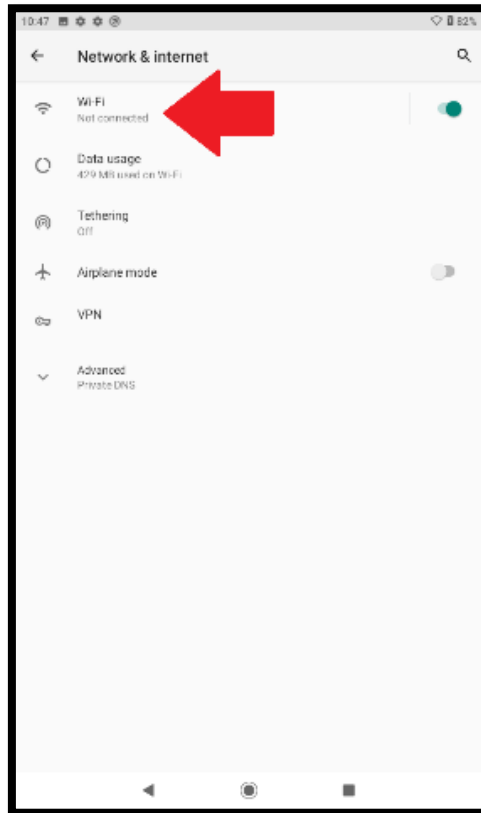 10:47 82%
Network & internet
Wi-Fi
Not connected
Data usage
429 MB used on Wi-Fi
Tethering
Off
Airplane mode
VPN
Advanced
Private DNS